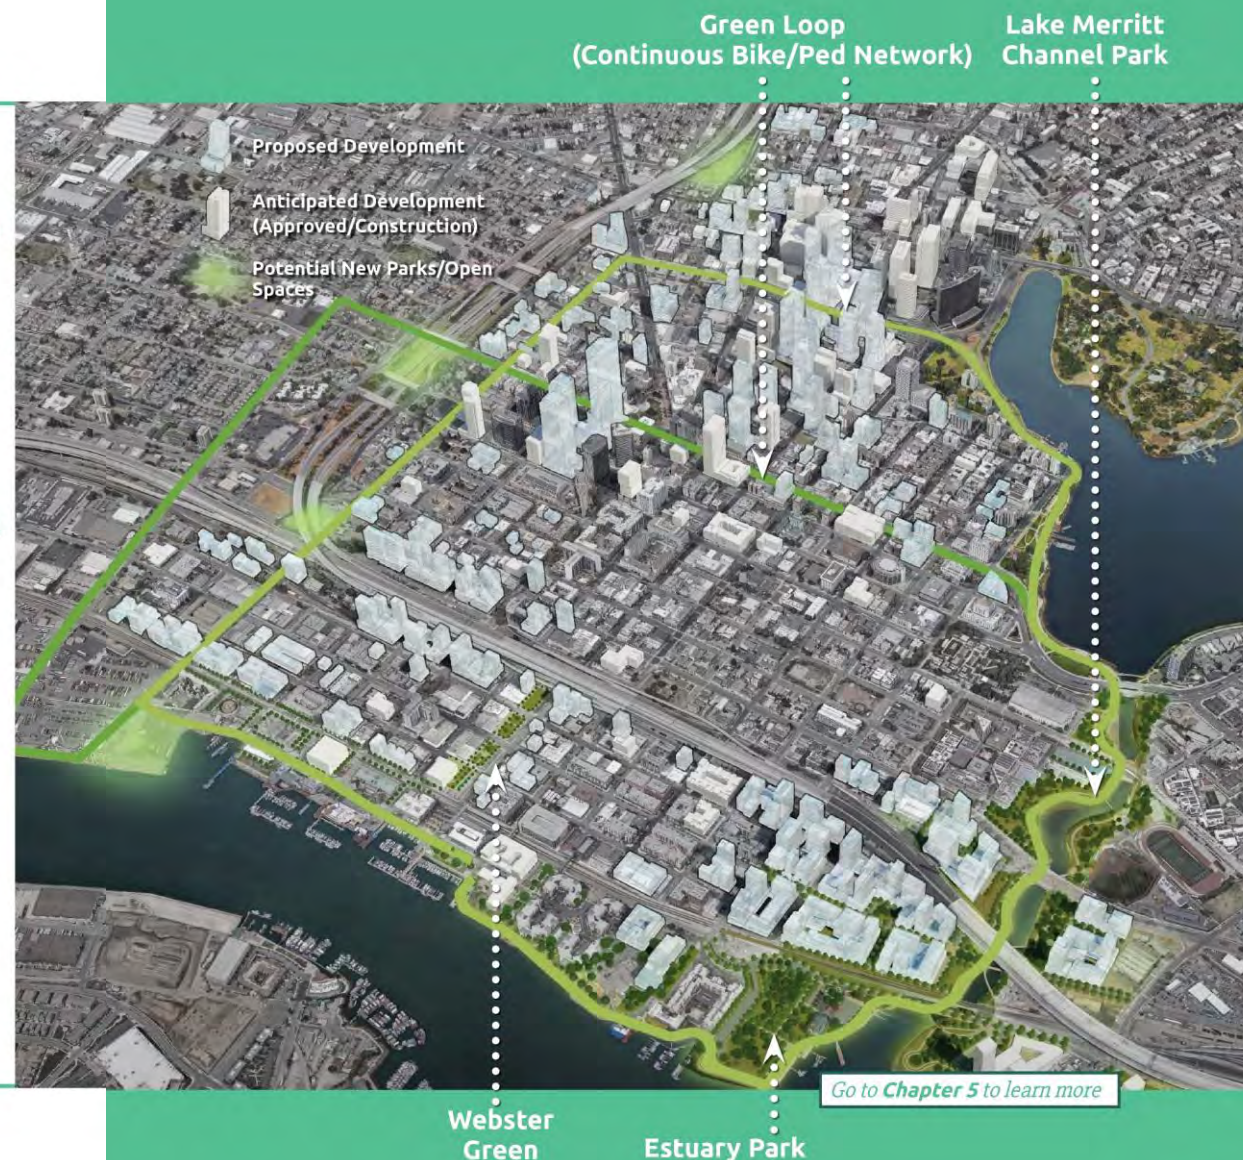 Green Loop
(Continuous Bike/Ped Network)
Lake Merritt
Channel Park
Proposed Development
Anticipated Development
(Approved/Construction)
Potential New Parks/Open
Spaces
Go to Chapter 5 to learn more
Webster
Green
Estuary Park